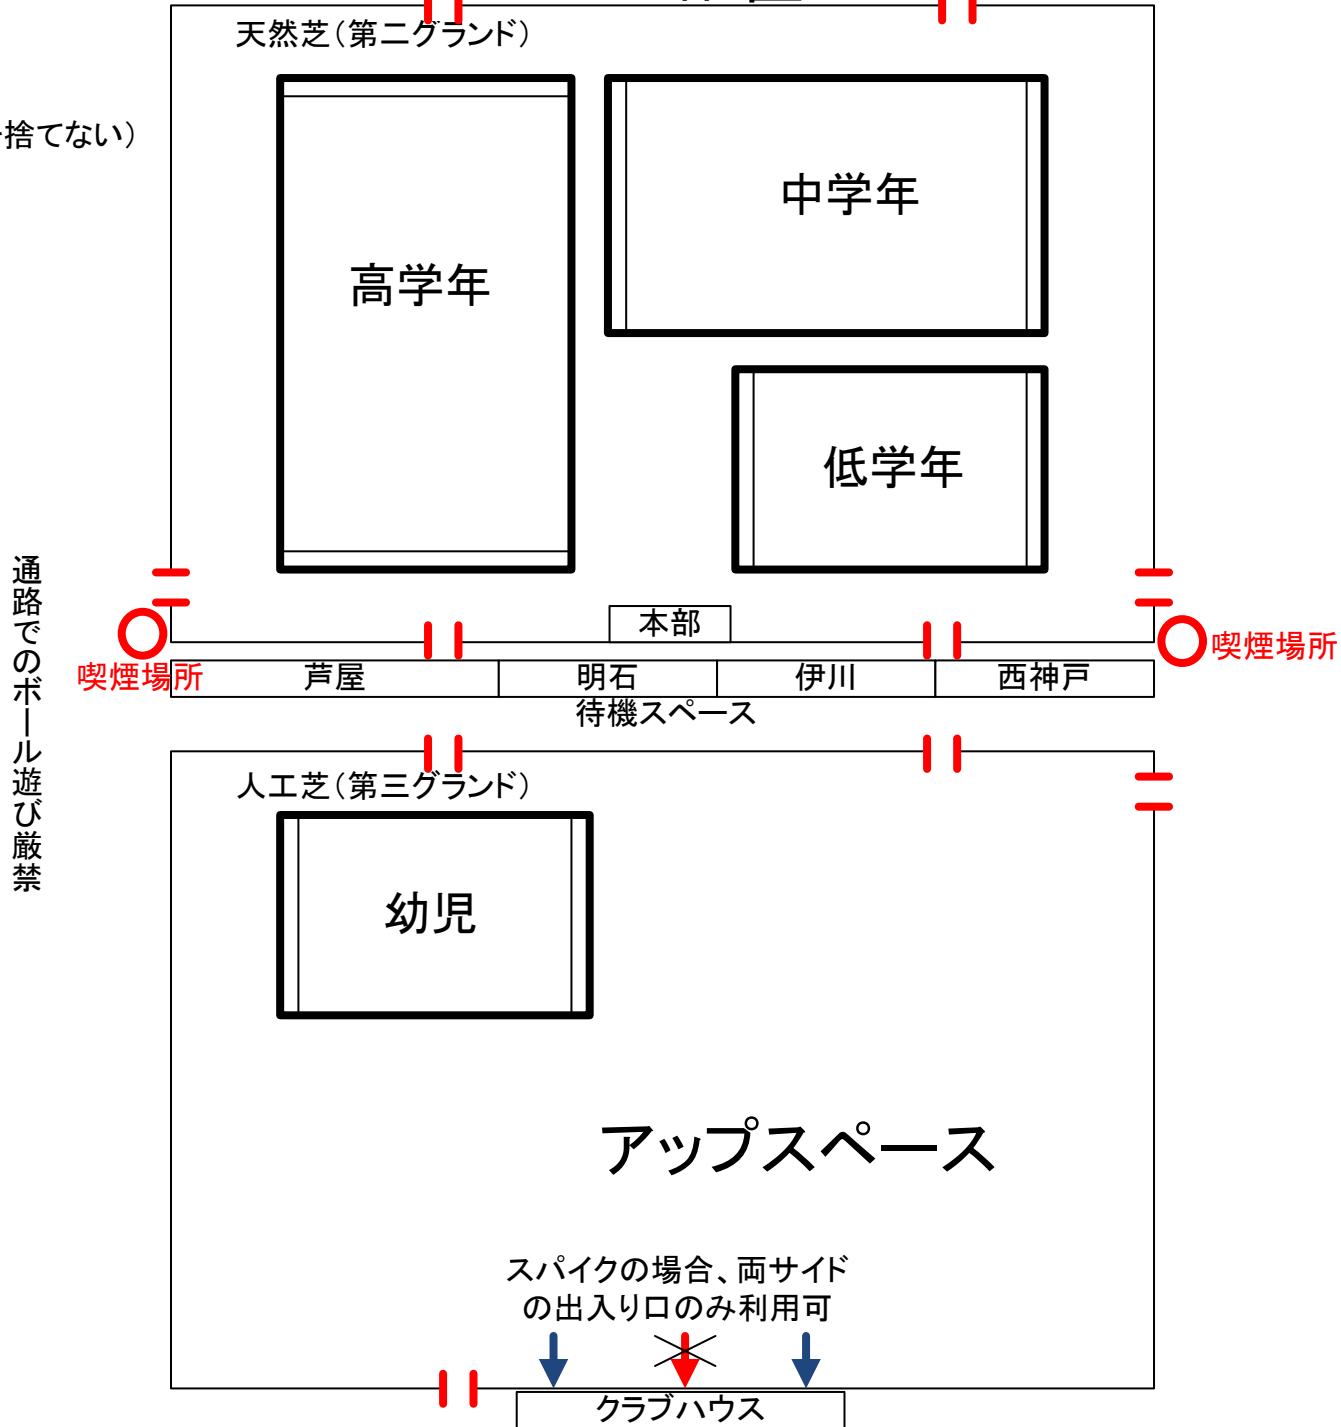 天然芝（第二グランド）
捨てない）
中学年
高学年
低学年
通路でのボール遊び厳禁
本部
喫煙場所
喫煙場所
芦屋
明石
伊川
西神戸
待機スペース
人工芝（第三グランド）
幼児
アップスペース
スパイクの場合、両サイド
の出入り口のみ利用可
クラブハウス